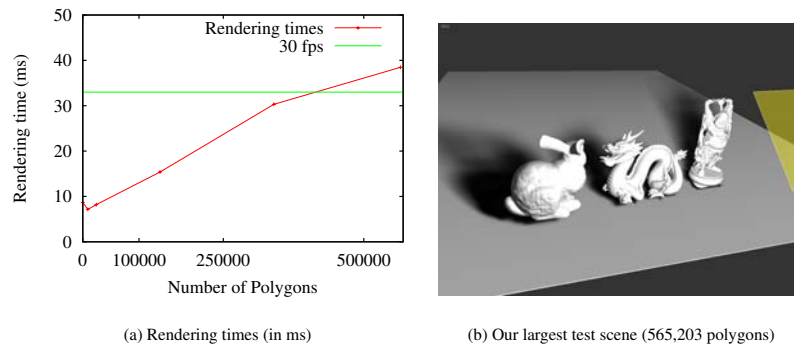 50
40
30
20
10
0
Rendering time (ms)
Rendering times
30 fps
0 100000 250000 500000
Number of Polygons
(a) Rendering times (in ms)
(b) Our largest test scene (565,203 polygons)